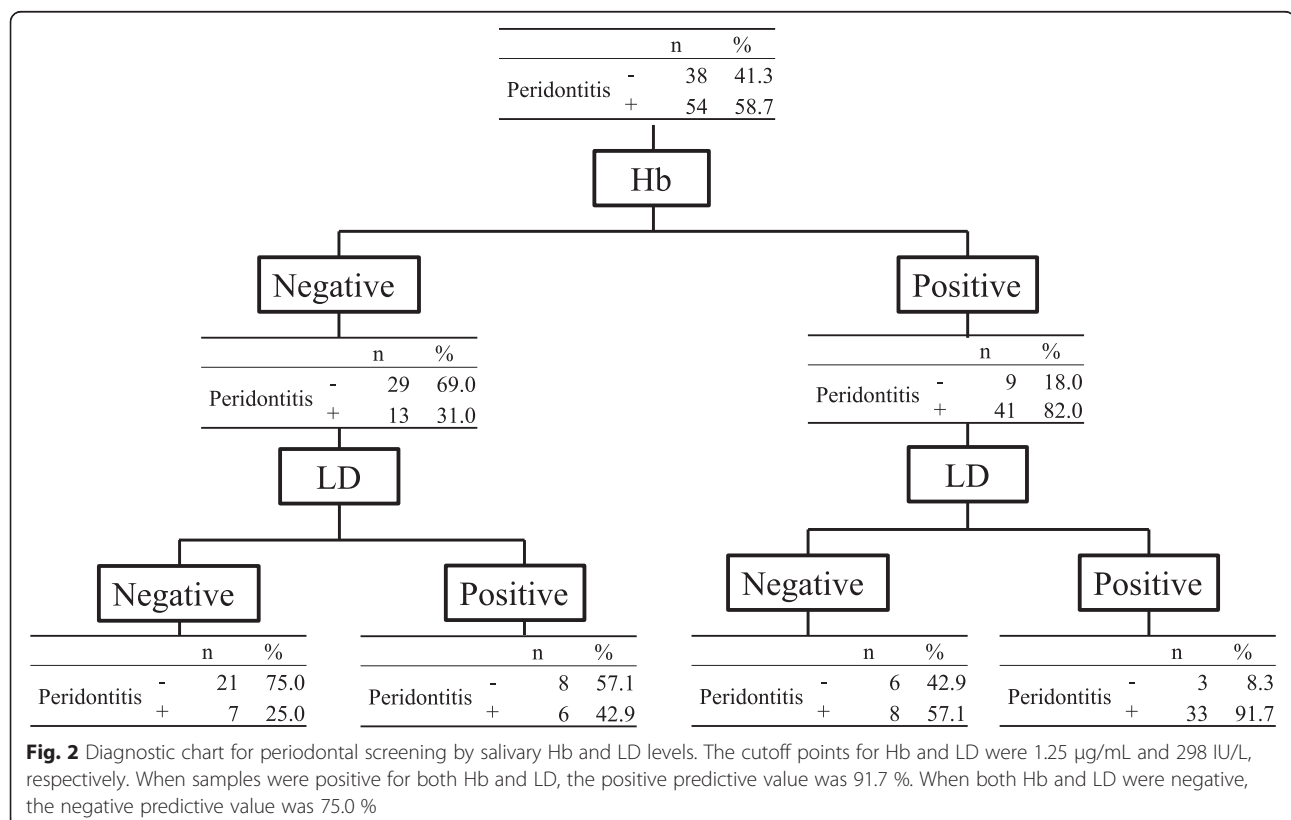 n %
- 38 41.3
Peridontitis
+ 54 58.7
Hb
Negative Positive
n %
- 29 69.0
Peridontitis
+ 13 31.0
n %
- 9 18.0
Peridontitis
+ 41 82.0
LD LD
Negative Positive Negative Positive
n %
- 21 75.0
Peridontitis
+ 7 25.0
n %
- 8 57.1
Peridontitis
+ 6 42.9
n %
- 6 42.9
Peridontitis
+ 8 57.1
n %
- 3 8.3
Peridontitis
+ 33 91.7
Fig. 2 Diagnostic chart for periodontal screening by salivary Hb and LD levels. The cutoff points for Hb and LD were 1.25 μg/mL and 298 IU/L,
respectively. When samples were positive for both Hb and LD, the positive predictive value was 91.7 %. When both Hb and LD were negative,
the negative predictive value was 75.0 %